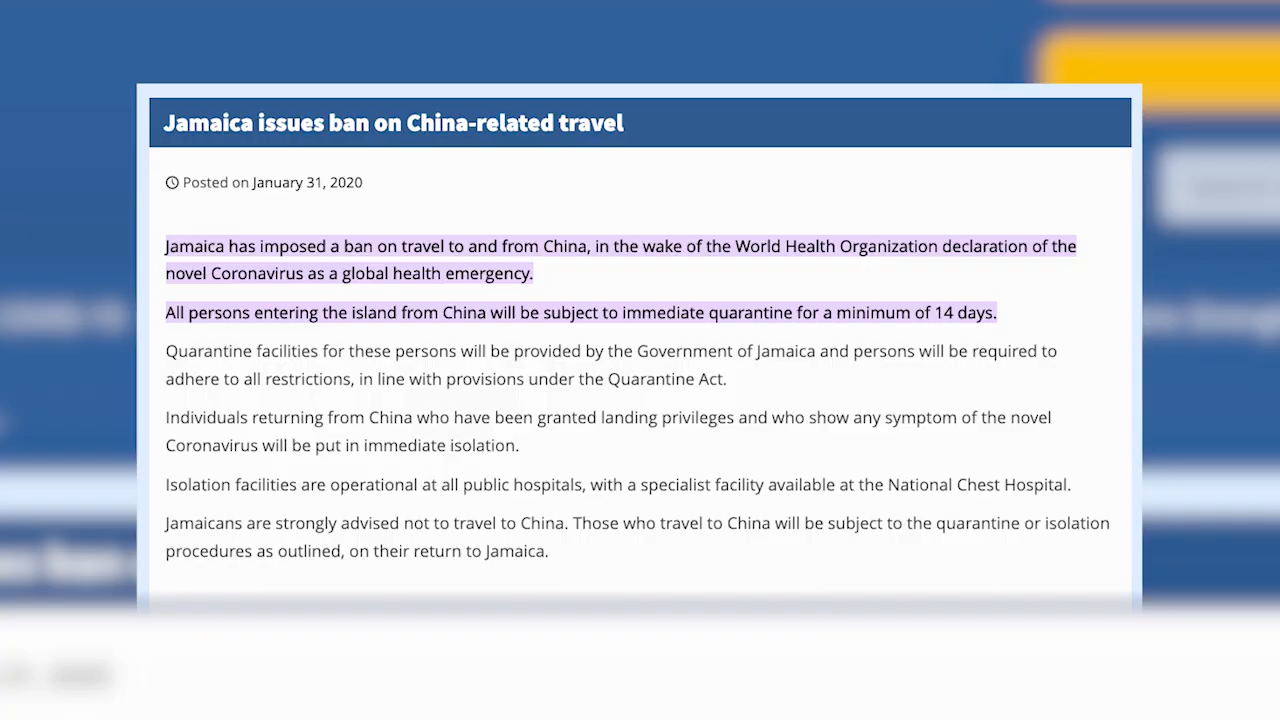 Jamaica issues ban on China-related travel
Posted on January 31, 2020
Jamaica has imposed a ban on travel to and from China, in the wake of the World Health Organization declaration of the
novel Coronavirus as a global health emergency.
All persons entering the island from China will be subject to immediate quarantine for a minimum of 14 days.
Quarantine facilities for these persons will be provided by the Government of Jamaica and persons will be required to
adhere to all restrictions, in line with provisions under the Quarantine Act.
Individuals returning from China who have been granted landing privileges and who show any symptom of the novel
Coronavirus will be put in immediate isolation.
Isolation facilities are operational at all public hospitals, with a specialist facility available at the National Chest Hospital.
Jamaicans are strongly advised not to travel to China. Those who travel to China will be subject to the quarantine or isolation
procedures as outlined, on their return to Jamaica.